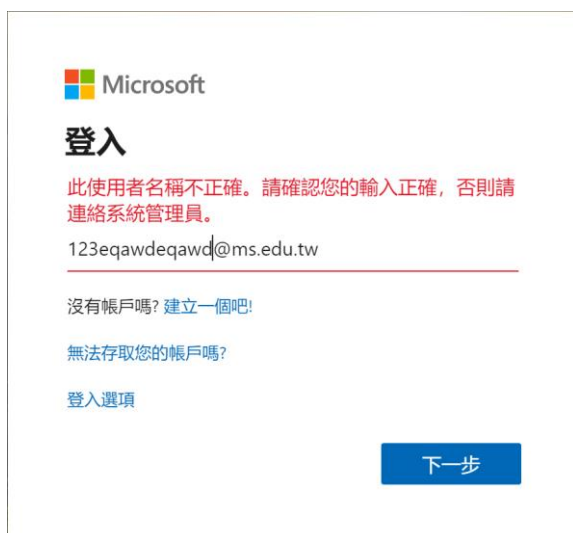 Microsoft
登入
此使用者名稱不正確。請確認您的輸入正確，否則請
連絡系統管理員。
123eqawdeqawd@ms.edu.tw
沒有帳戶嗎? 建立一個吧!
無法存取您的帳戶嗎?
登入選項
下一步